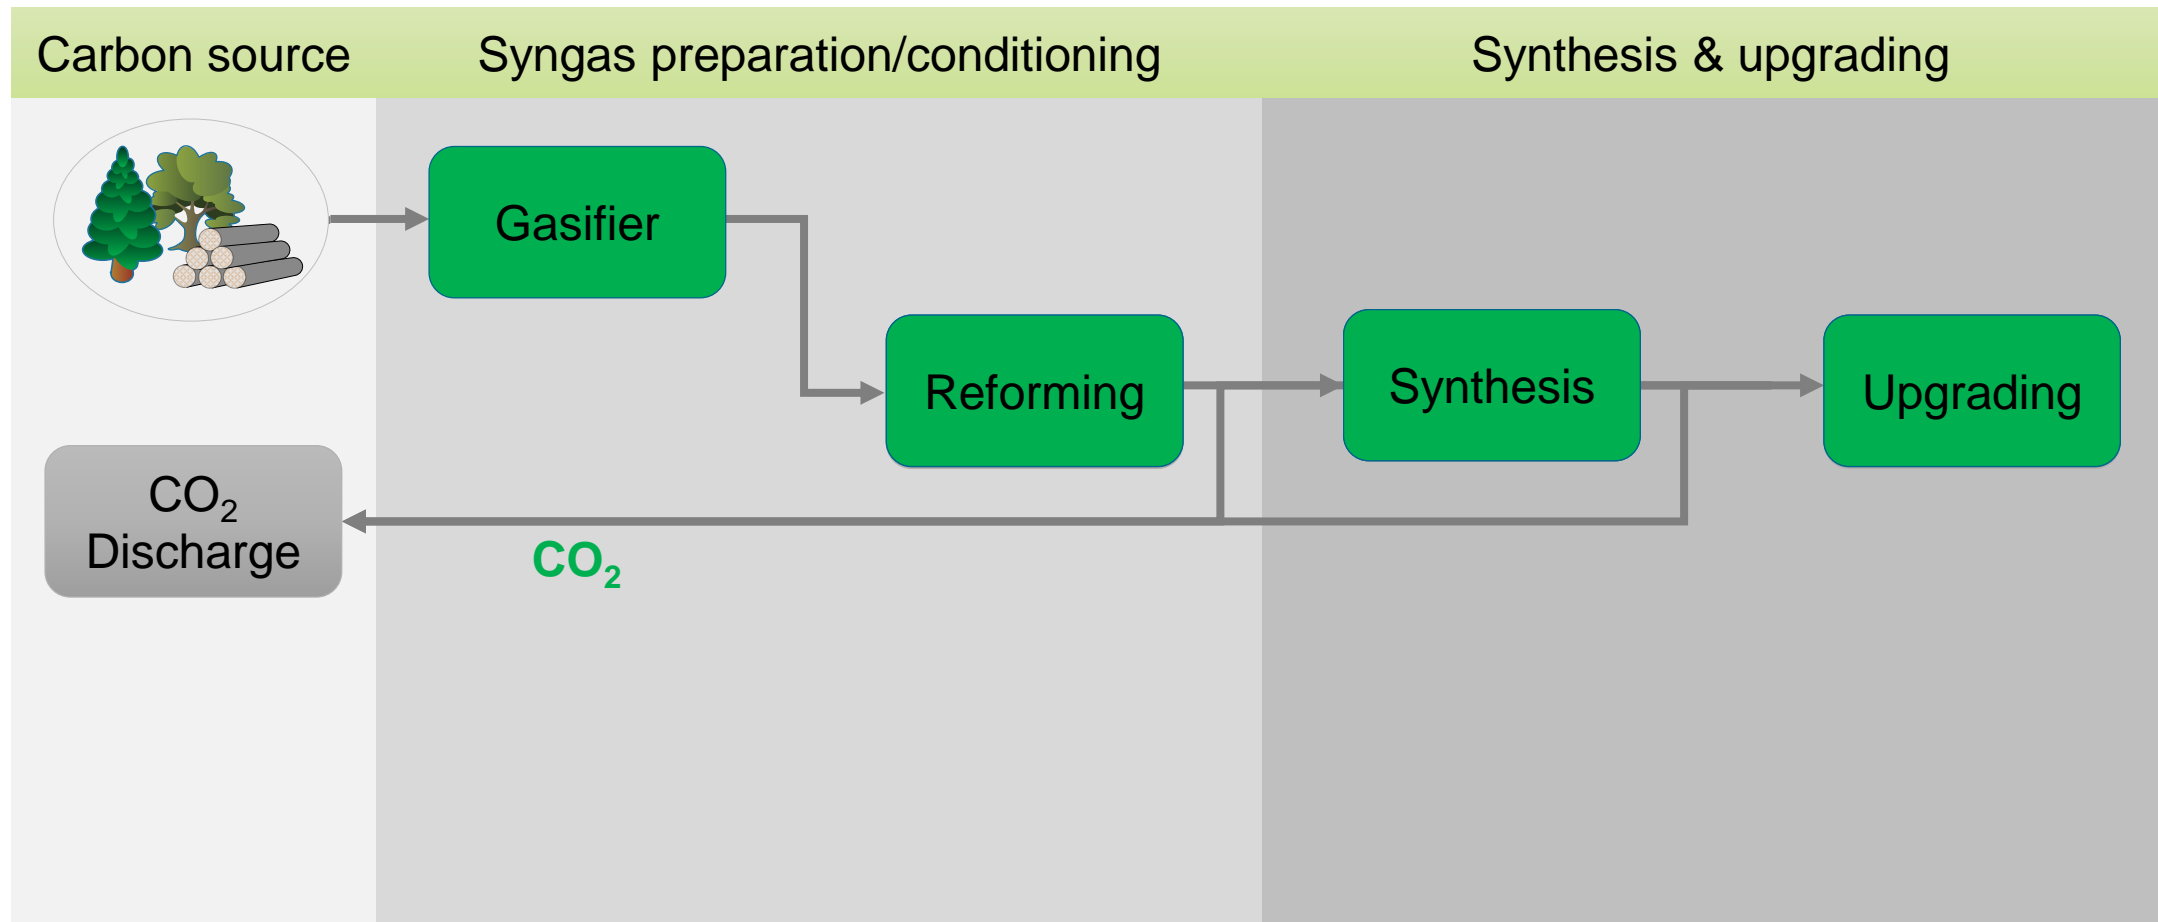 Carbon source
Syngas preparation/conditioning
Synthesis & upgrading
Gasifier
Reforming
Synthesis
Upgrading
CO₂
Discharge
CO₂